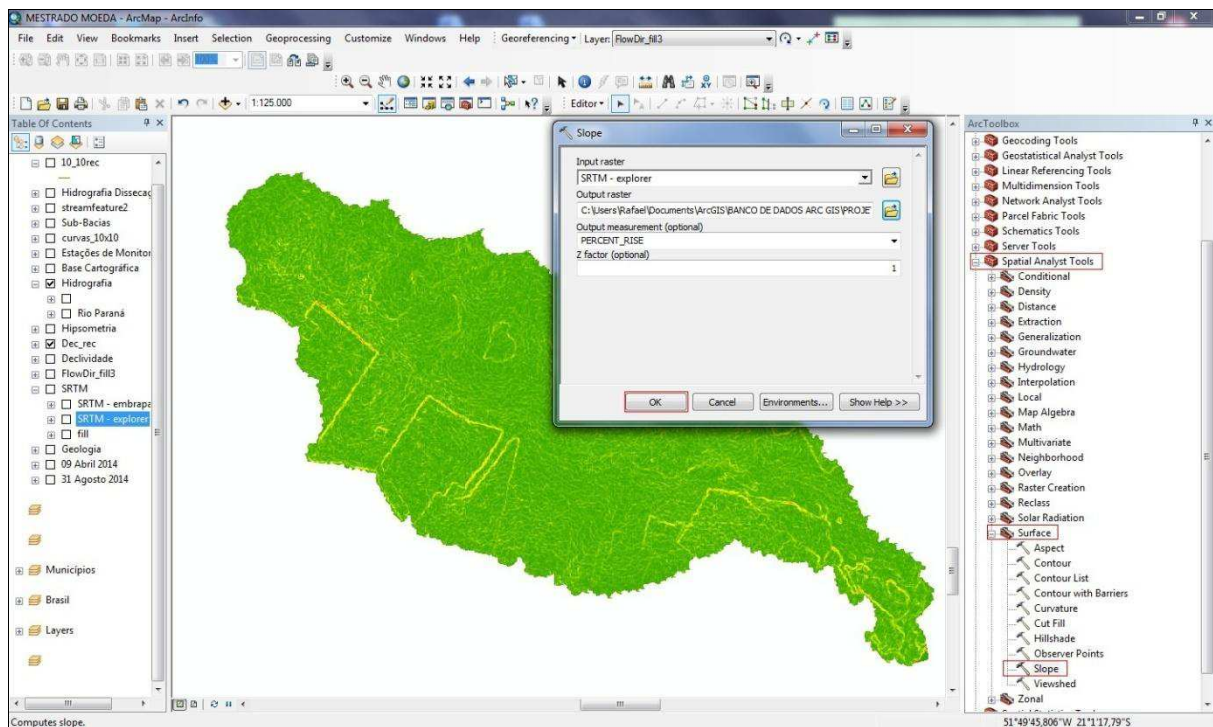 MESTRADO MOEDA - ArcMap - ArcInfo
File Edit View Bookmarks Insert Selection Geoprocessing Customize Windows Help Georeferencing Layer: FlowDir_fill3
100%
1:125.000
Editor
Table Of Contents
10_10rec
Hidrografia Dissecaç
streamfeature2
Sub-Bacias
curvas_10x10
Estações de Monitor
Base Cartográfica
Hidrografia
Rio Paraná
Hipsometria
Dec_rec
Declividade
FlowDir_fill3
SRTM
SRTM - embrapa
SRTM - explorer
fill
Geologia
09 Abril 2014
31 Agosto 2014
Municípios
Brasil
Layers
Slope
Input raster
SRTM - explorer
Output raster
C:\Users\Rafael\Documents\ArcGIS\BANCO DE DADOS ARC GIS\PROJE
Output measurement (optional)
PERCENT_RISE
Z factor (optional)
1
OK Cancel Environments... Show Help >>
ArcToolbox
Geocoding Tools
Geostatistical Analyst Tools
Linear Referencing Tools
Multidimension Tools
Network Analyst Tools
Parcel Fabric Tools
Schematics Tools
Server Tools
Spatial Analyst Tools
Conditional
Density
Distance
Extraction
Generalization
Groundwater
Hydrology
Interpolation
Local
Map Algebra
Math
Multivariate
Neighborhood
Overlay
Raster Creation
Reclass
Solar Radiation
Surface
Aspect
Contour
Contour List
Contour with Barriers
Curvature
Cut Fill
Hillshade
Observer Points
Slope
Viewshed
Zonal
Computes slope.
51°49'45,806"W 21°1'17,79"S